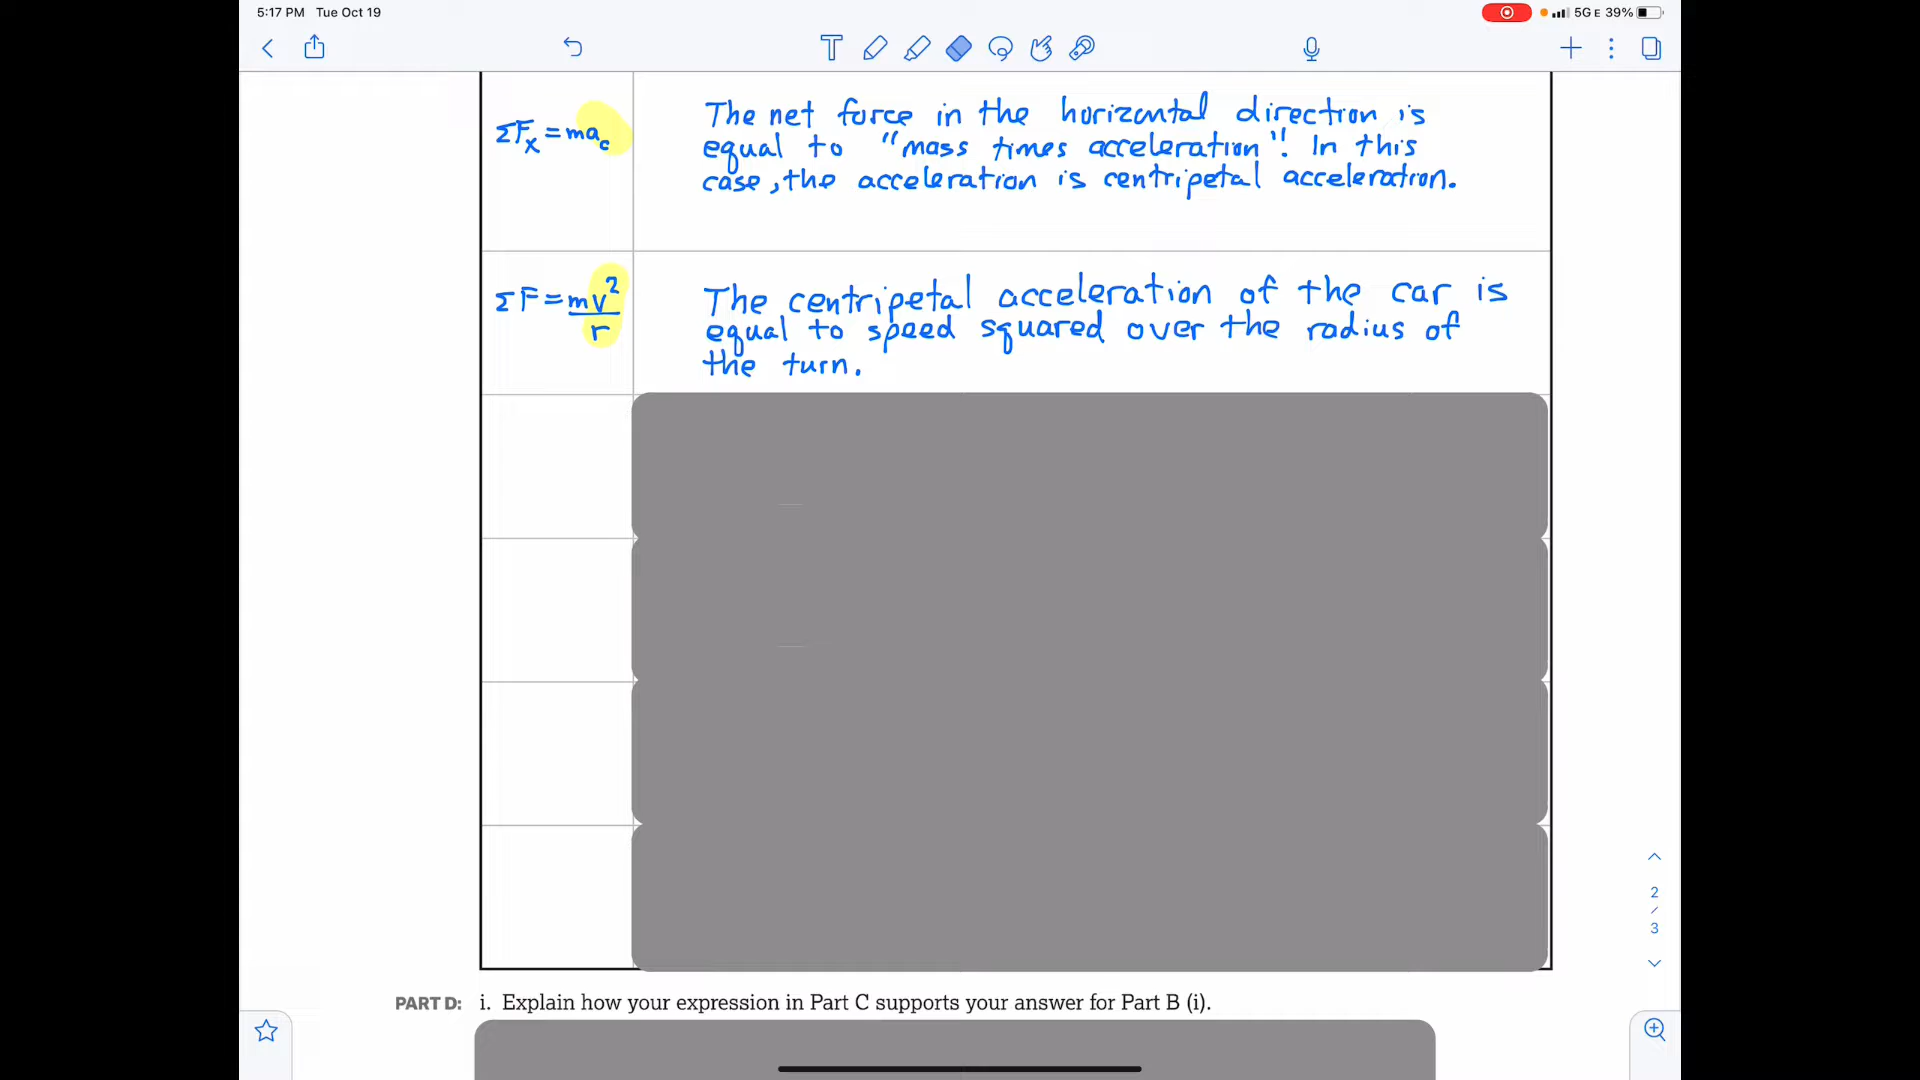 5:17 PM Tue Oct 19
5G E 39%
ΣFx = mac
The net force in the horizontal direction is
equal to "mass times acceleration". In this
case, the acceleration is centripetal acceleration.
ΣF = mv²/r
The centripetal acceleration of the car is
equal to speed squared over the radius of
the turn.
2
/
3
PART D: i. Explain how your expression in Part C supports your answer for Part B (i).